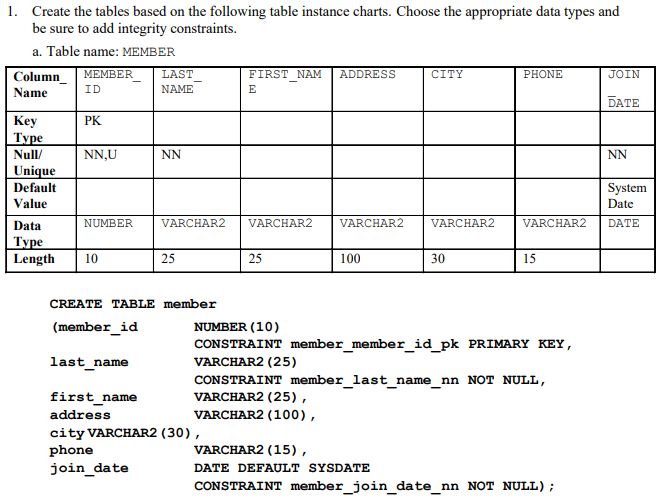 1. Create the tables based on the following table instance charts. Choose the appropriate data types and
be sure to add integrity constraints.
a. Table name: MEMBER
Column_ MEMBER_ LAST_ FIRST_NAM ADDRESS CITY PHONE JOIN
Name ID NAME E _
DATE
Key PK
Type
Null/ NN,U NN NN
Unique
Default System
Value Date
Data NUMBER VARCHAR2 VARCHAR2 VARCHAR2 VARCHAR2 VARCHAR2 DATE
Type
Length 10 25 25 100 30 15
CREATE TABLE member
(member_id NUMBER(10)
CONSTRAINT member_member_id_pk PRIMARY KEY,
last_name VARCHAR2(25)
CONSTRAINT member_last_name_nn NOT NULL,
first_name VARCHAR2(25),
address VARCHAR2(100),
city VARCHAR2(30),
phone VARCHAR2(15),
join_date DATE DEFAULT SYSDATE
CONSTRAINT member_join_date_nn NOT NULL);